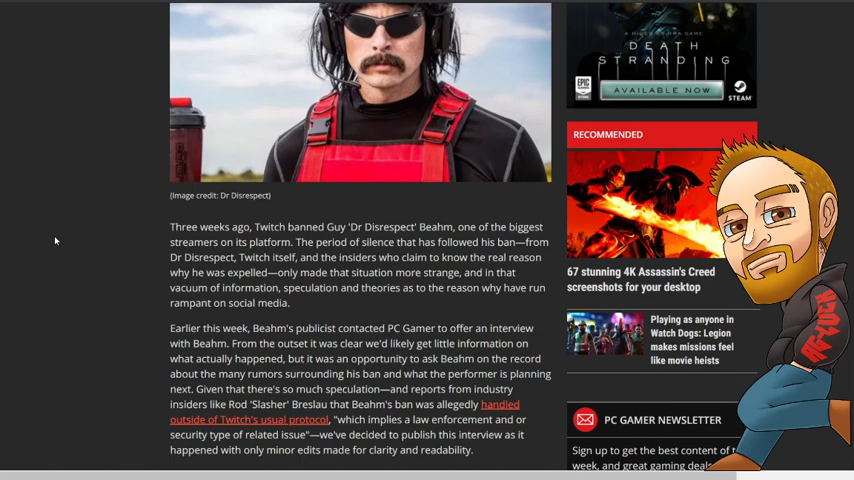 A HIDEO KOJIMA GAME
DEATH
STRANDING
EPIC
GAMES
AVAILABLE NOW
STEAM
RECOMMENDED
(Image credit: Dr Disrespect)
Three weeks ago, Twitch banned Guy 'Dr Disrespect' Beahm, one of the biggest
streamers on its platform. The period of silence that has followed his ban—from
Dr Disrespect, Twitch itself, and the insiders who claim to know the real reason
why he was expelled—only made that situation more strange, and in that
vacuum of information, speculation and theories as to the reason why have run
rampant on social media.
Earlier this week, Beahm's publicist contacted PC Gamer to offer an interview
with Beahm. From the outset it was clear we'd likely get little information on
what actually happened, but it was an opportunity to ask Beahm on the record
about the many rumors surrounding his ban and what the performer is planning
next. Given that there's so much speculation—and reports from industry
insiders like Rod 'Slasher' Breslau that Beahm's ban was allegedly handled
outside of Twitch's usual protocol, "which implies a law enforcement and or
security type of related issue"—we've decided to publish this interview as it
happened with only minor edits made for clarity and readability.
67 stunning 4K Assassin's Creed
screenshots for your desktop
Playing as anyone in
Watch Dogs: Legion
makes missions feel
like movie heists
PC GAMER NEWSLETTER
Sign up to get the best content of t
week, and great gaming deals